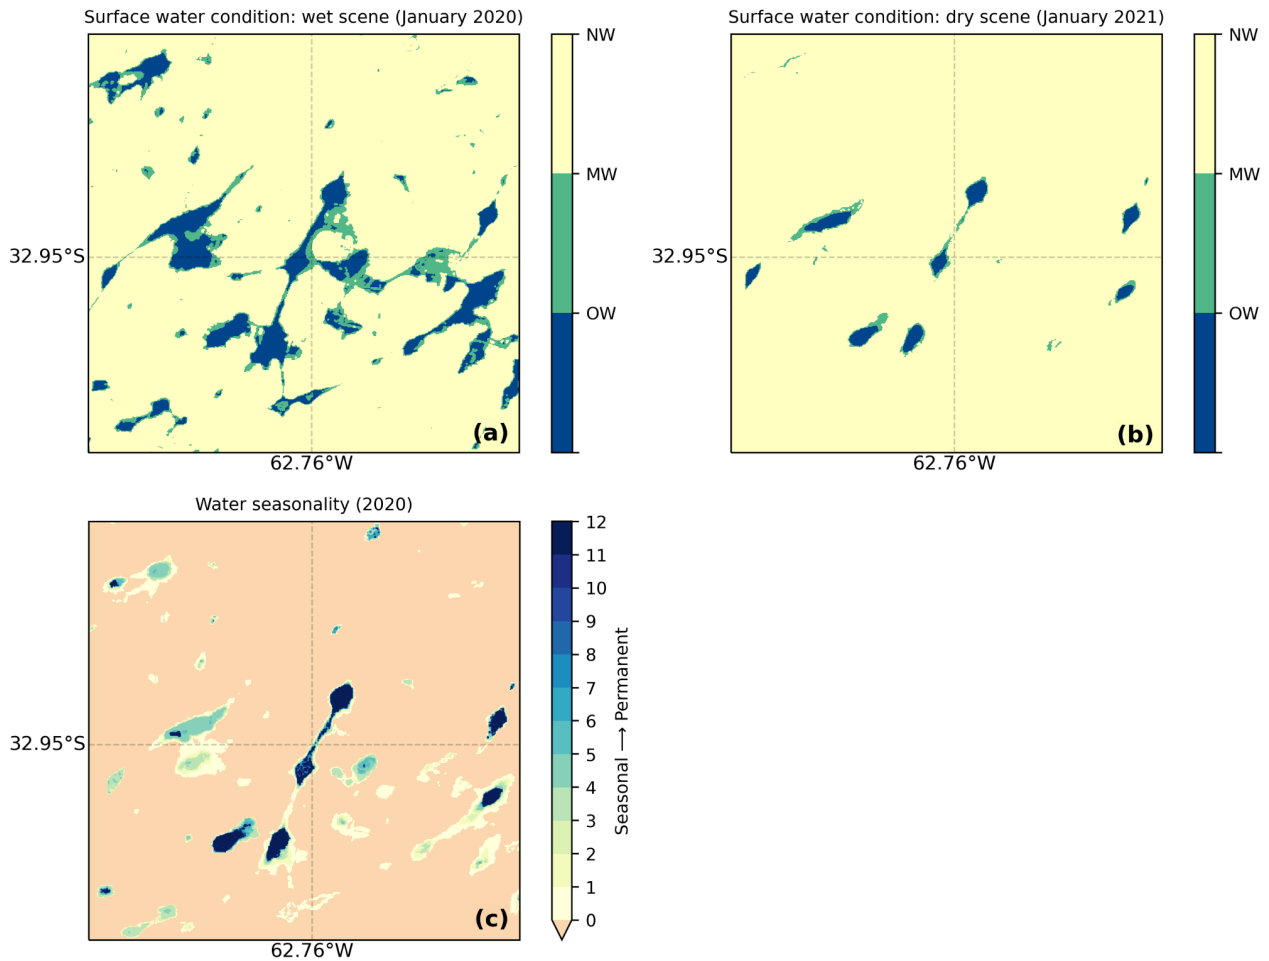 Surface water condition: wet scene (January 2020)
NW
MW
32.95°S
OW
(a)
62.76°W
Surface water condition: dry scene (January 2021)
NW
MW
32.95°S
OW
(b)
62.76°W
Water seasonality (2020)
12
11
10
9
8
7
6
5
4
3
2
1
0
Seasonal ⟶ Permanent
32.95°S
(c)
62.76°W